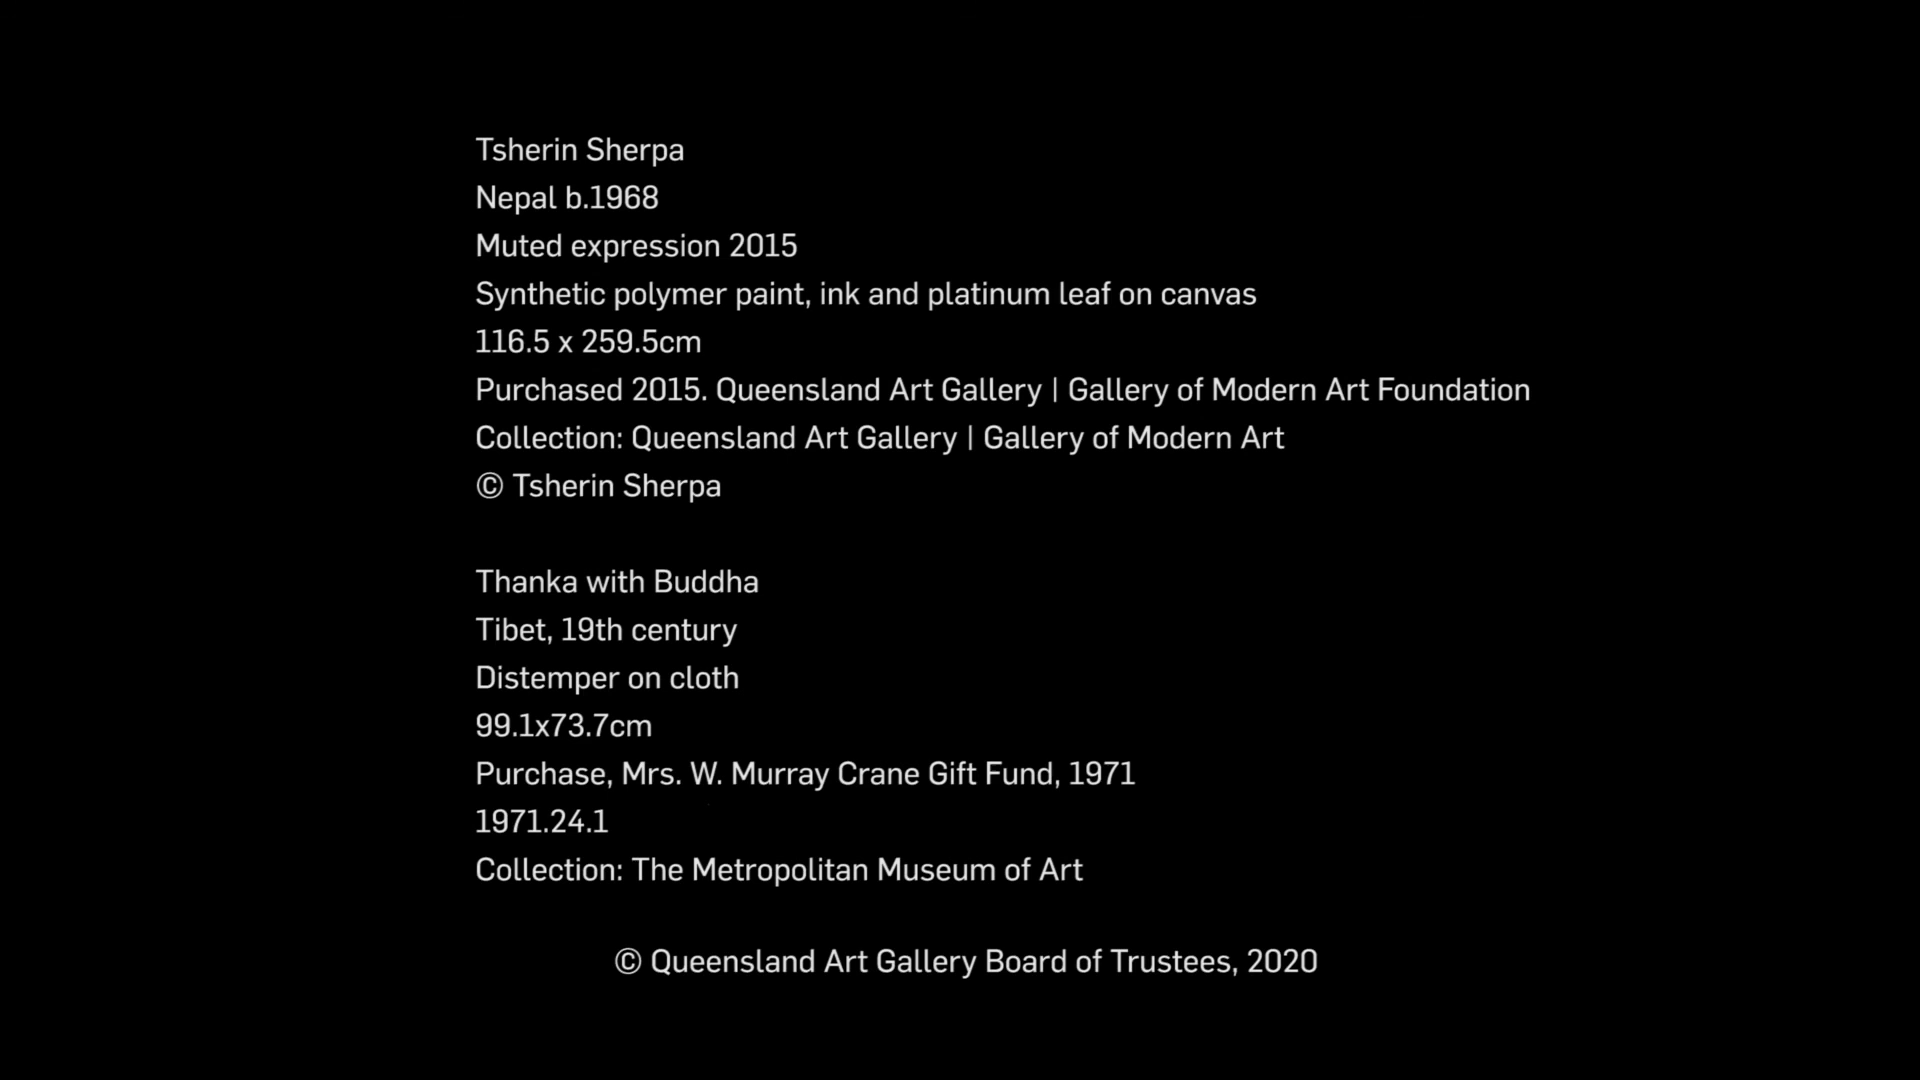 Tsherin Sherpa
Nepal b.1968
Muted expression 2015
Synthetic polymer paint, ink and platinum leaf on canvas
116.5 x 259.5cm
Purchased 2015. Queensland Art Gallery | Gallery of Modern Art Foundation
Collection: Queensland Art Gallery | Gallery of Modern Art
© Tsherin Sherpa
Thanka with Buddha
Tibet, 19th century
Distemper on cloth
99.1x73.7cm
Purchase, Mrs. W. Murray Crane Gift Fund, 1971
1971.24.1
Collection: The Metropolitan Museum of Art
© Queensland Art Gallery Board of Trustees, 2020